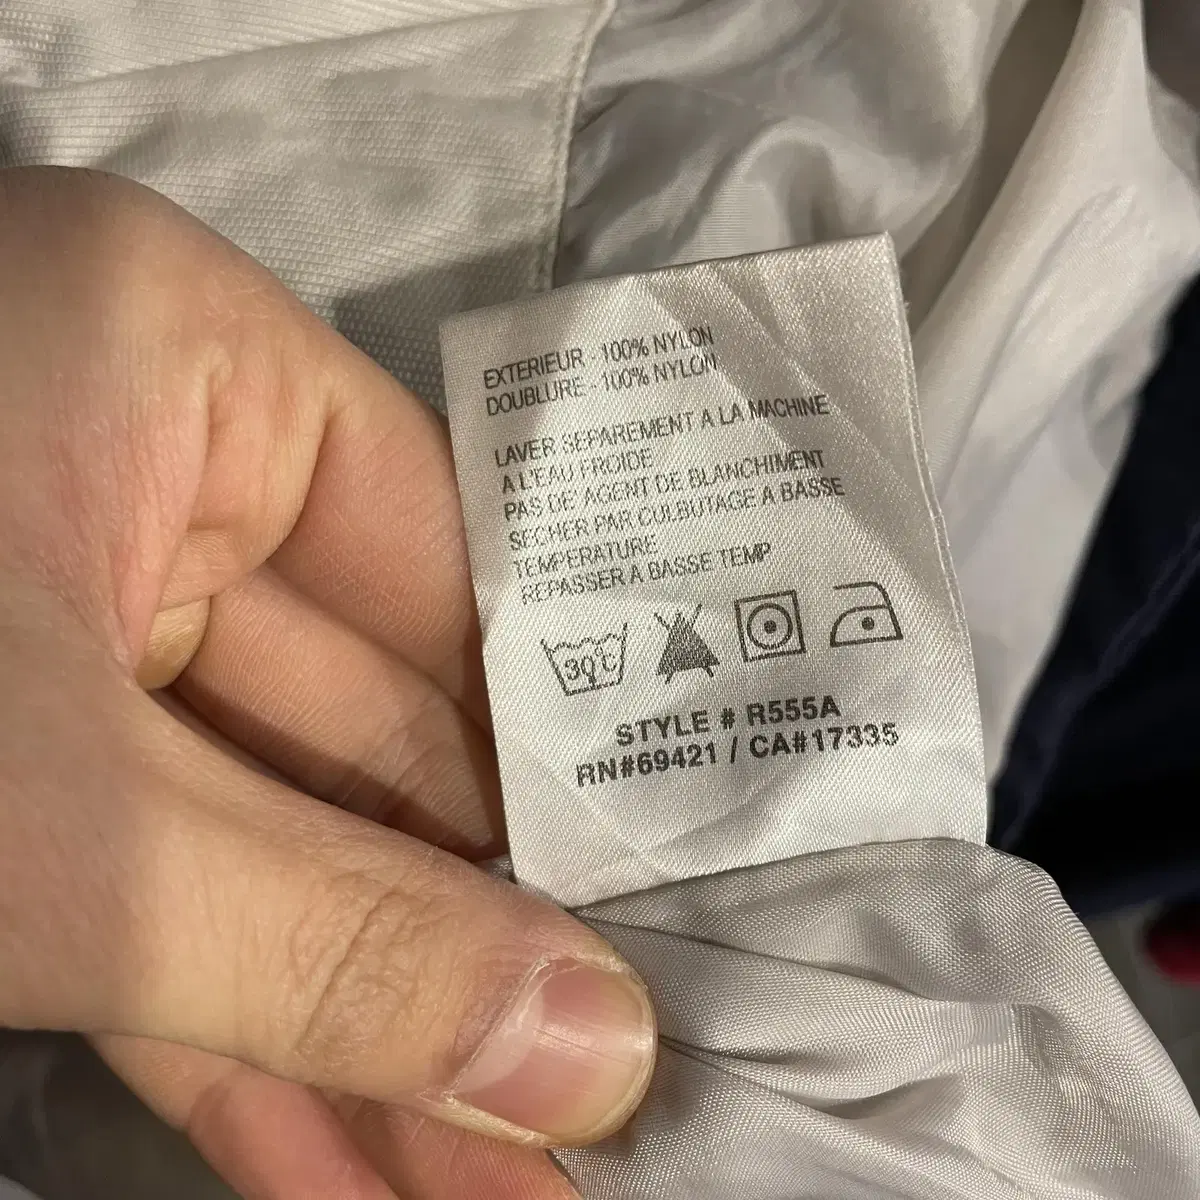 EXTERIEUR - 100% NYLON
DOUBLURE - 100% NYLON
LAVER SEPAREMENT A LA MACHINE
A L'EAU FROIDE
PAS DE' AGENT DE BLANCHIMENT
SECHER PAR CULBUTAGE A BASSE
TEMPERATURE
REPASSER A BASSE TEMP
30°C
STYLE # R555A
RN#69421 / CA#17335